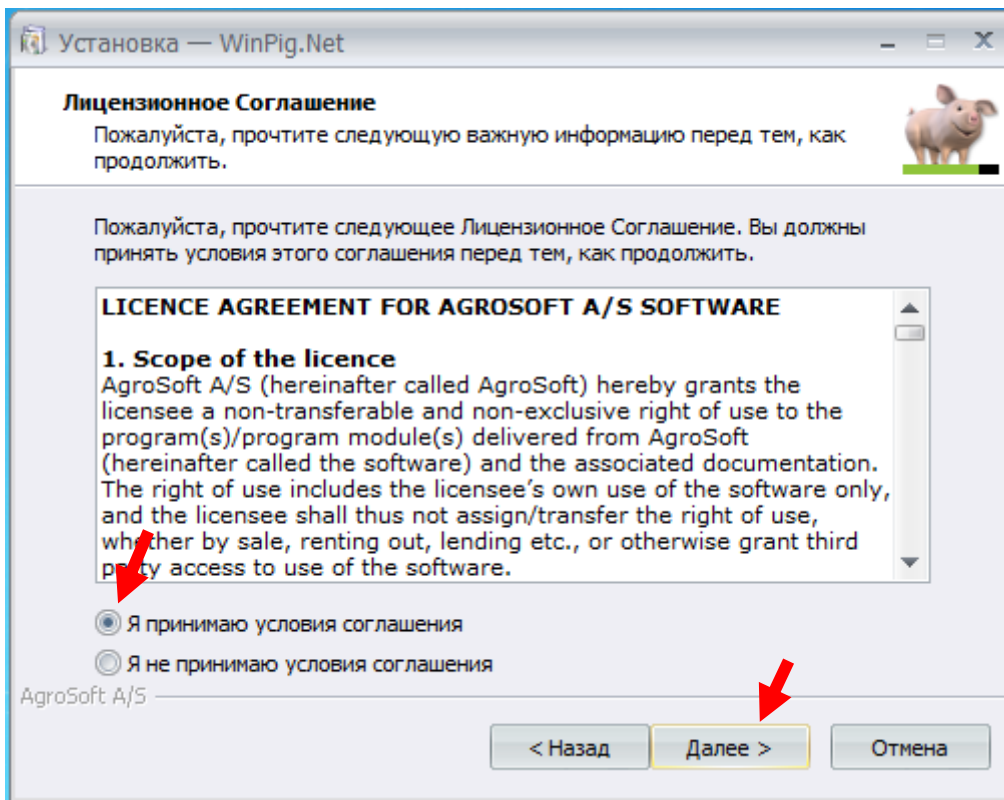 Установка — WinPig.Net
Лицензионное Соглашение
Пожалуйста, прочтите следующую важную информацию перед тем, как
продолжить.
Пожалуйста, прочтите следующее Лицензионное Соглашение. Вы должны
принять условия этого соглашения перед тем, как продолжить.
LICENCE AGREEMENT FOR AGROSOFT A/S SOFTWARE
1. Scope of the licence
AgroSoft A/S (hereinafter called AgroSoft) hereby grants the
licensee a non-transferable and non-exclusive right of use to the
program(s)/program module(s) delivered from AgroSoft
(hereinafter called the software) and the associated documentation.
The right of use includes the licensee’s own use of the software only,
and the licensee shall thus not assign/transfer the right of use,
whether by sale, renting out, lending etc., or otherwise grant third
party access to use of the software.
Я принимаю условия соглашения
Я не принимаю условия соглашения
AgroSoft A/S
< Назад
Далее >
Отмена